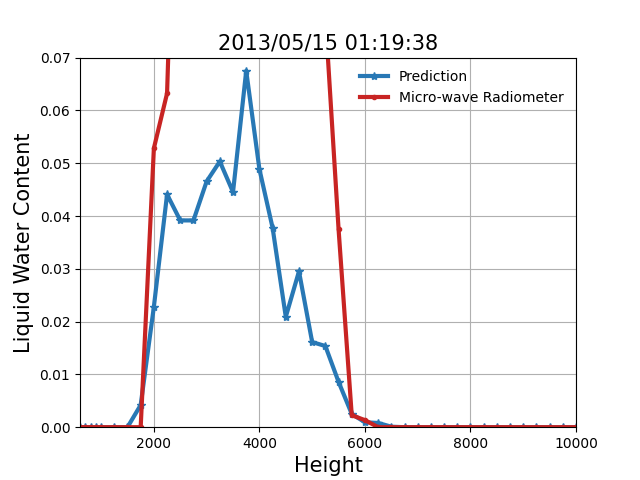 2013/05/15 01:19:38
0.07
0.06
0.05
0.04
0.03
0.02
0.01
0.00
Liquid Water Content
Prediction
Micro-wave Radiometer
2000 4000 6000 8000 10000
Height